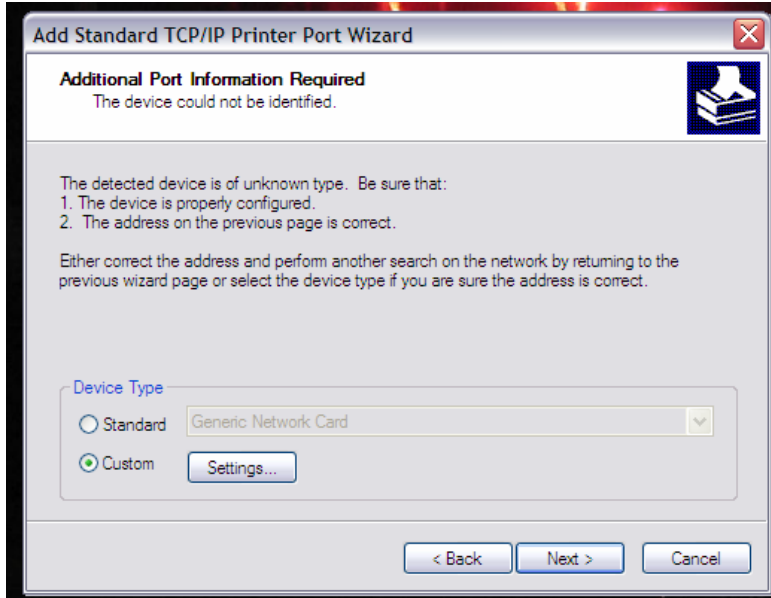 Add Standard TCP/IP Printer Port Wizard
Additional Port Information Required
The device could not be identified.
The detected device is of unknown type.  Be sure that:
1. The device is properly configured.
2.  The address on the previous page is correct.
Either correct the address and perform another search on the network by returning to the
previous wizard page or select the device type if you are sure the address is correct.
Device Type
Standard
Generic Network Card
Custom
Settings...
< Back
Next >
Cancel